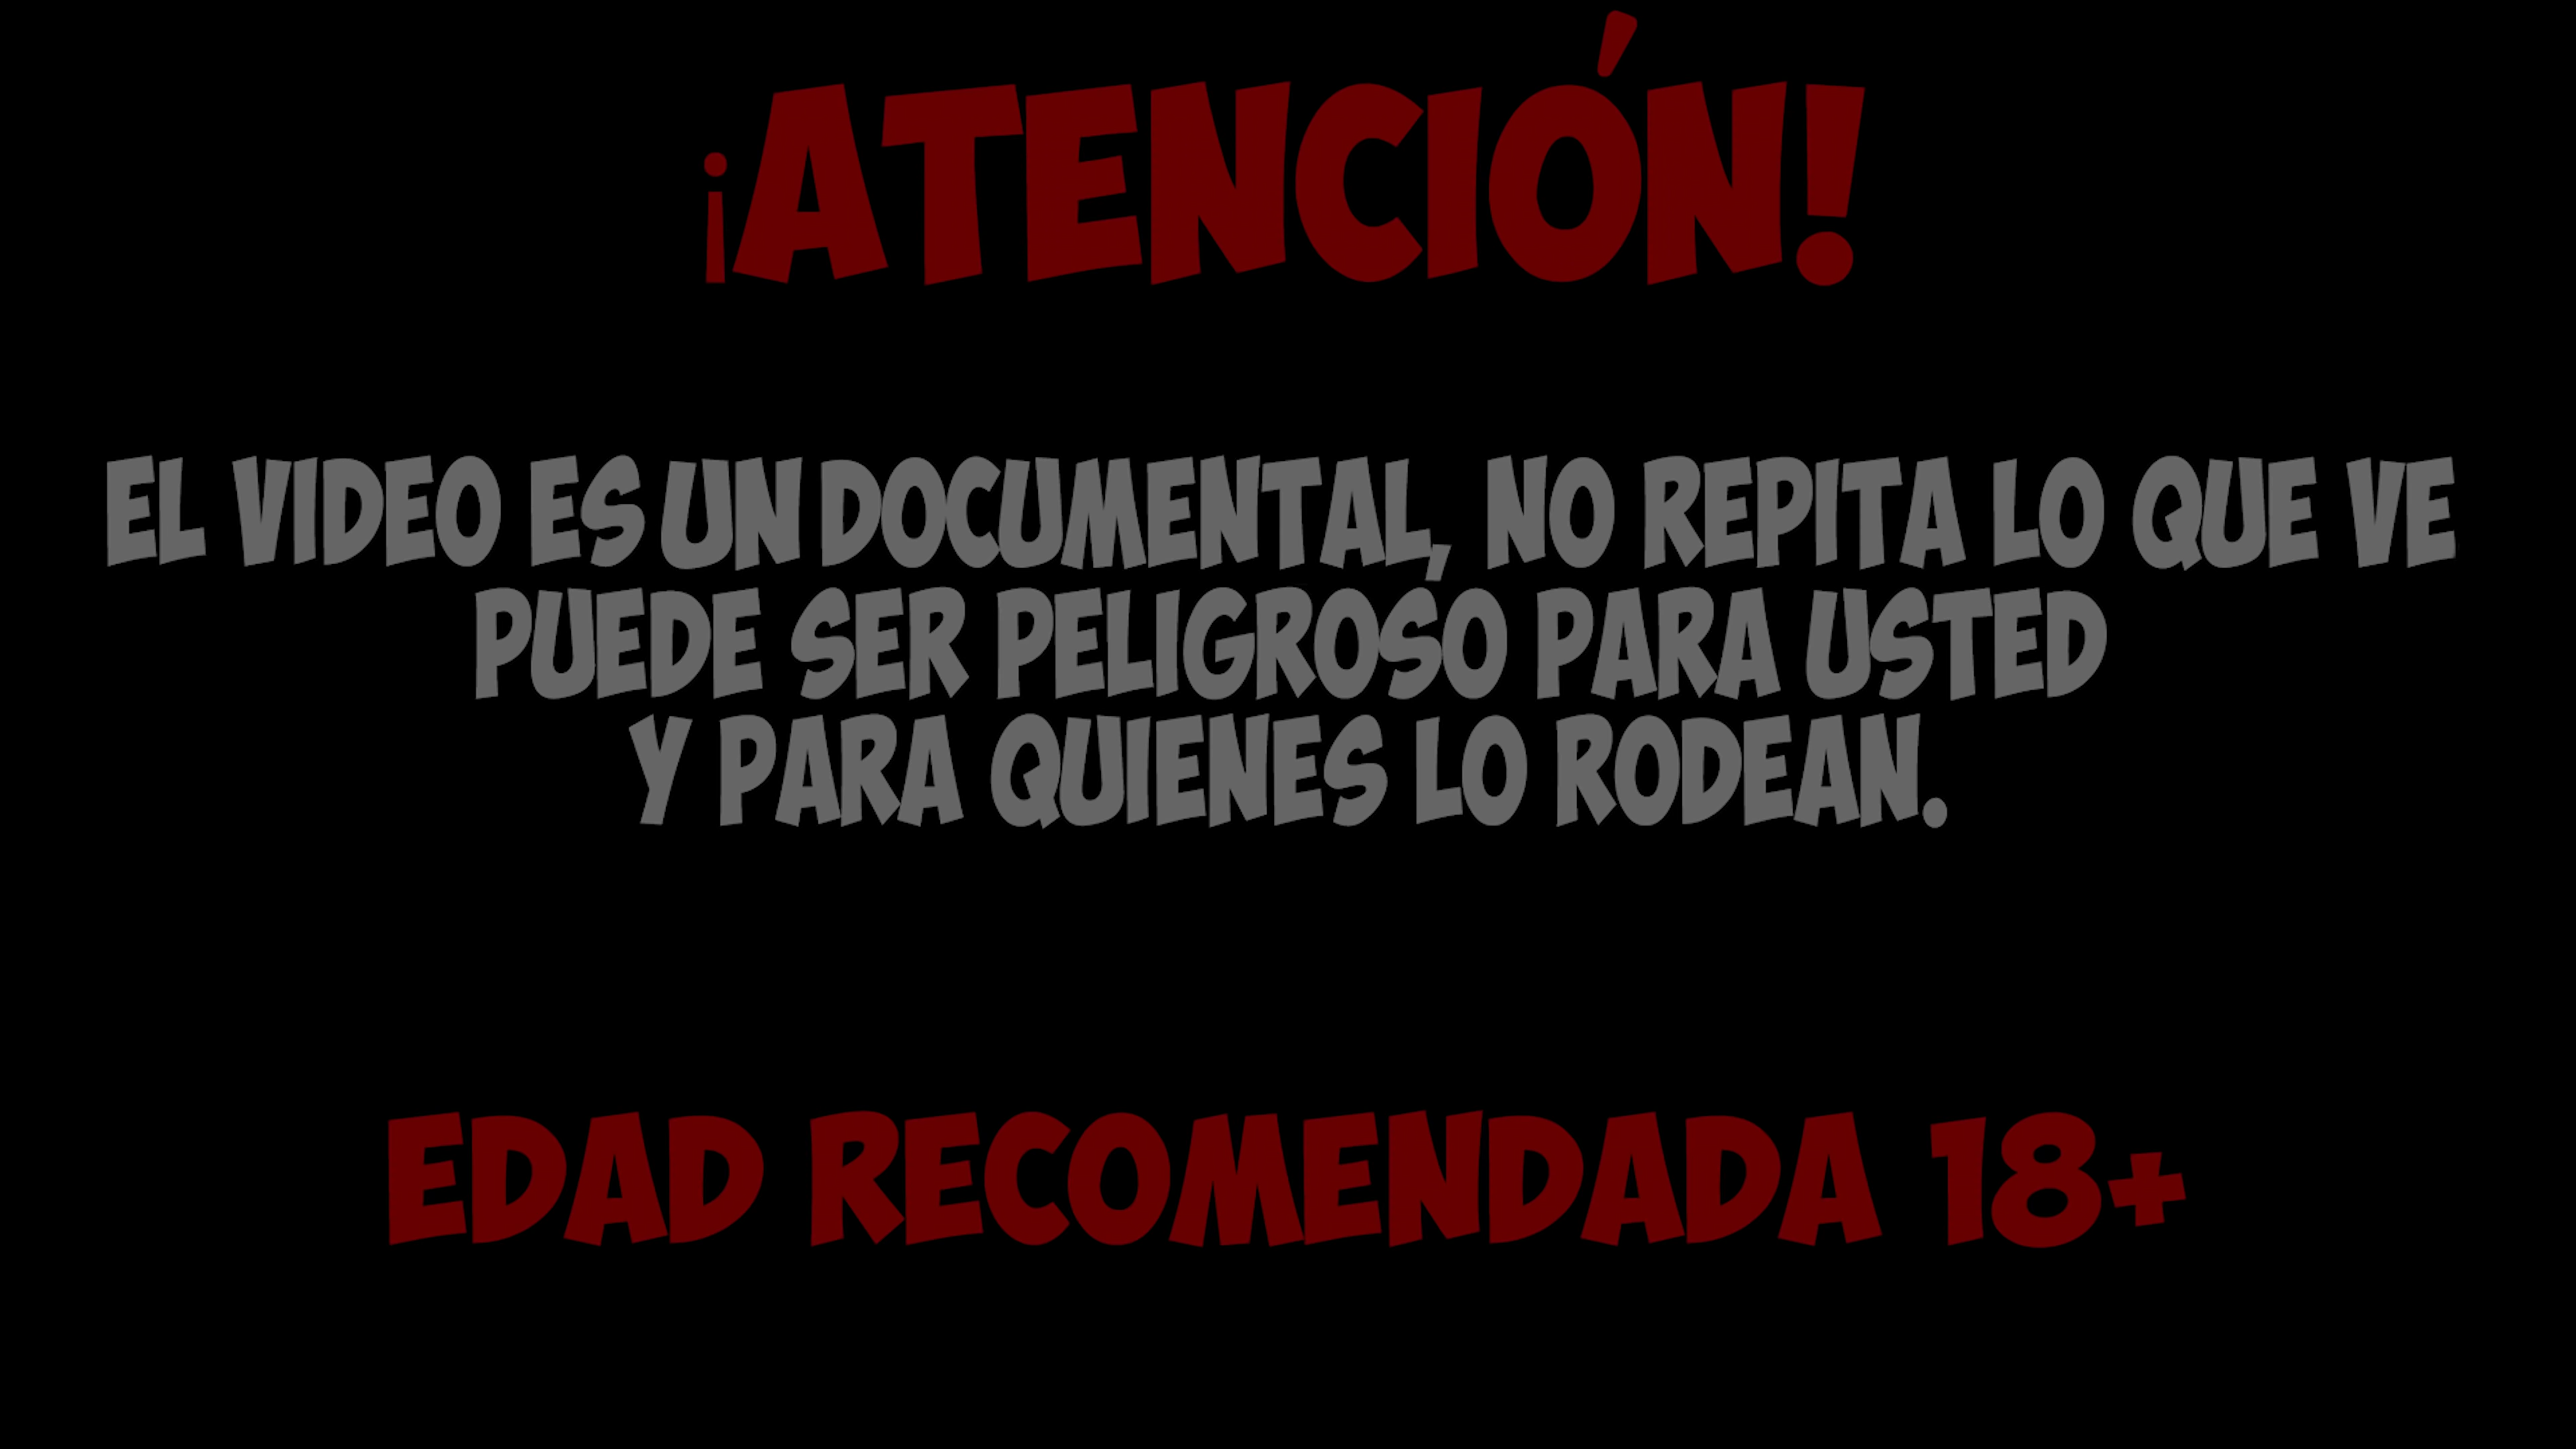 ¡ATENCIÓN!
EL VIDEO ES UN DOCUMENTAL, NO REPITA LO QUE VE
PUEDE SER PELIGROSO PARA USTED
Y PARA QUIENES LO RODEAN.
EDAD RECOMENDADA 18+